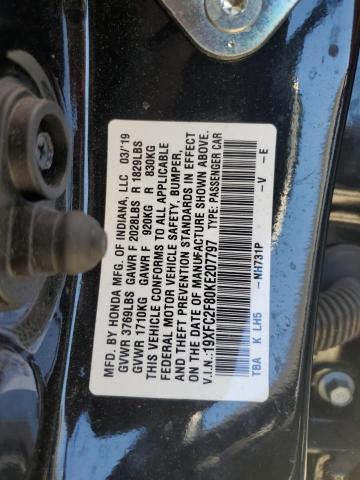 MFD. BY HONDA MFG. OF INDIANA, LLC 03/'19
GVWR 3769LBS GAWR F 2028LBS R 1829LBS
GVWR 1710KG GAWR F 920KG R 830KG
THIS VEHICLE CONFORMS TO ALL APPLICABLE
FEDERAL MOTOR VEHICLE SAFETY, BUMPER,
AND THEFT PREVENTION STANDARDS IN EFFECT
ON THE DATE OF MANUFACTURE SHOWN ABOVE.
V.I.N.:19XFC2F80KE207797 TYPE: PASSENGER CAR
-NH731P -V -E
TBA K LH5